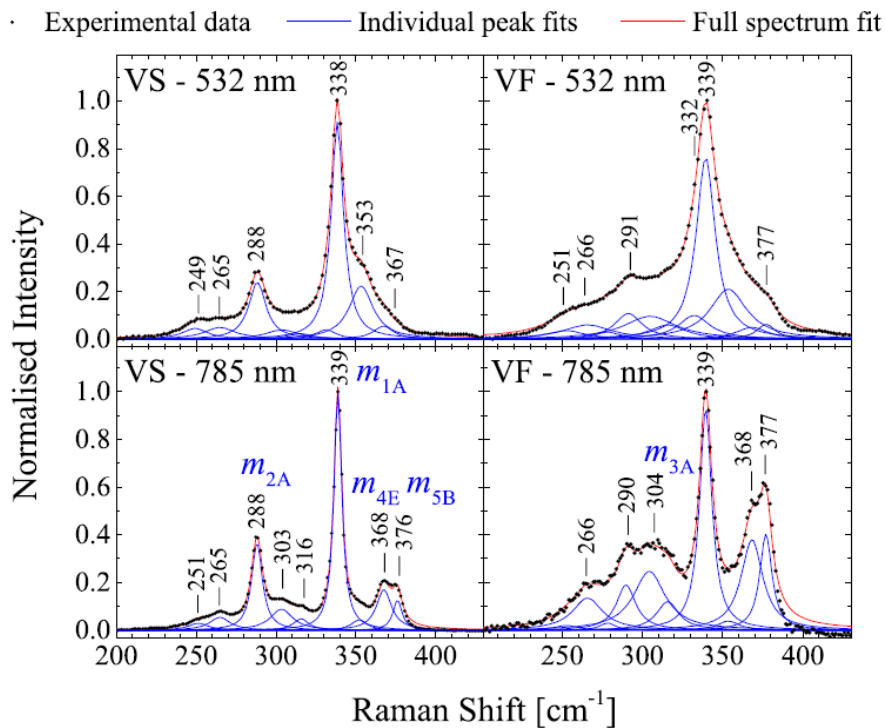 · Experimental data — Individual peak fits — Full spectrum fit
VS - 532 nm
338
353
367
288
265
249
1.0
0.8
0.6
0.4
0.2
0.0
VF - 532 nm
339
332
291
266
251
377
VS - 785 nm
339
m1A
m2A
288
m4E m5B
303
316
368
376
265
251
1.0
0.8
0.6
0.4
0.2
0.0
VF - 785 nm
339
m3A
368
377
290
304
266
200 250 300 350 400
250 300 350 400
Normalised Intensity
Raman Shift [cm-1]